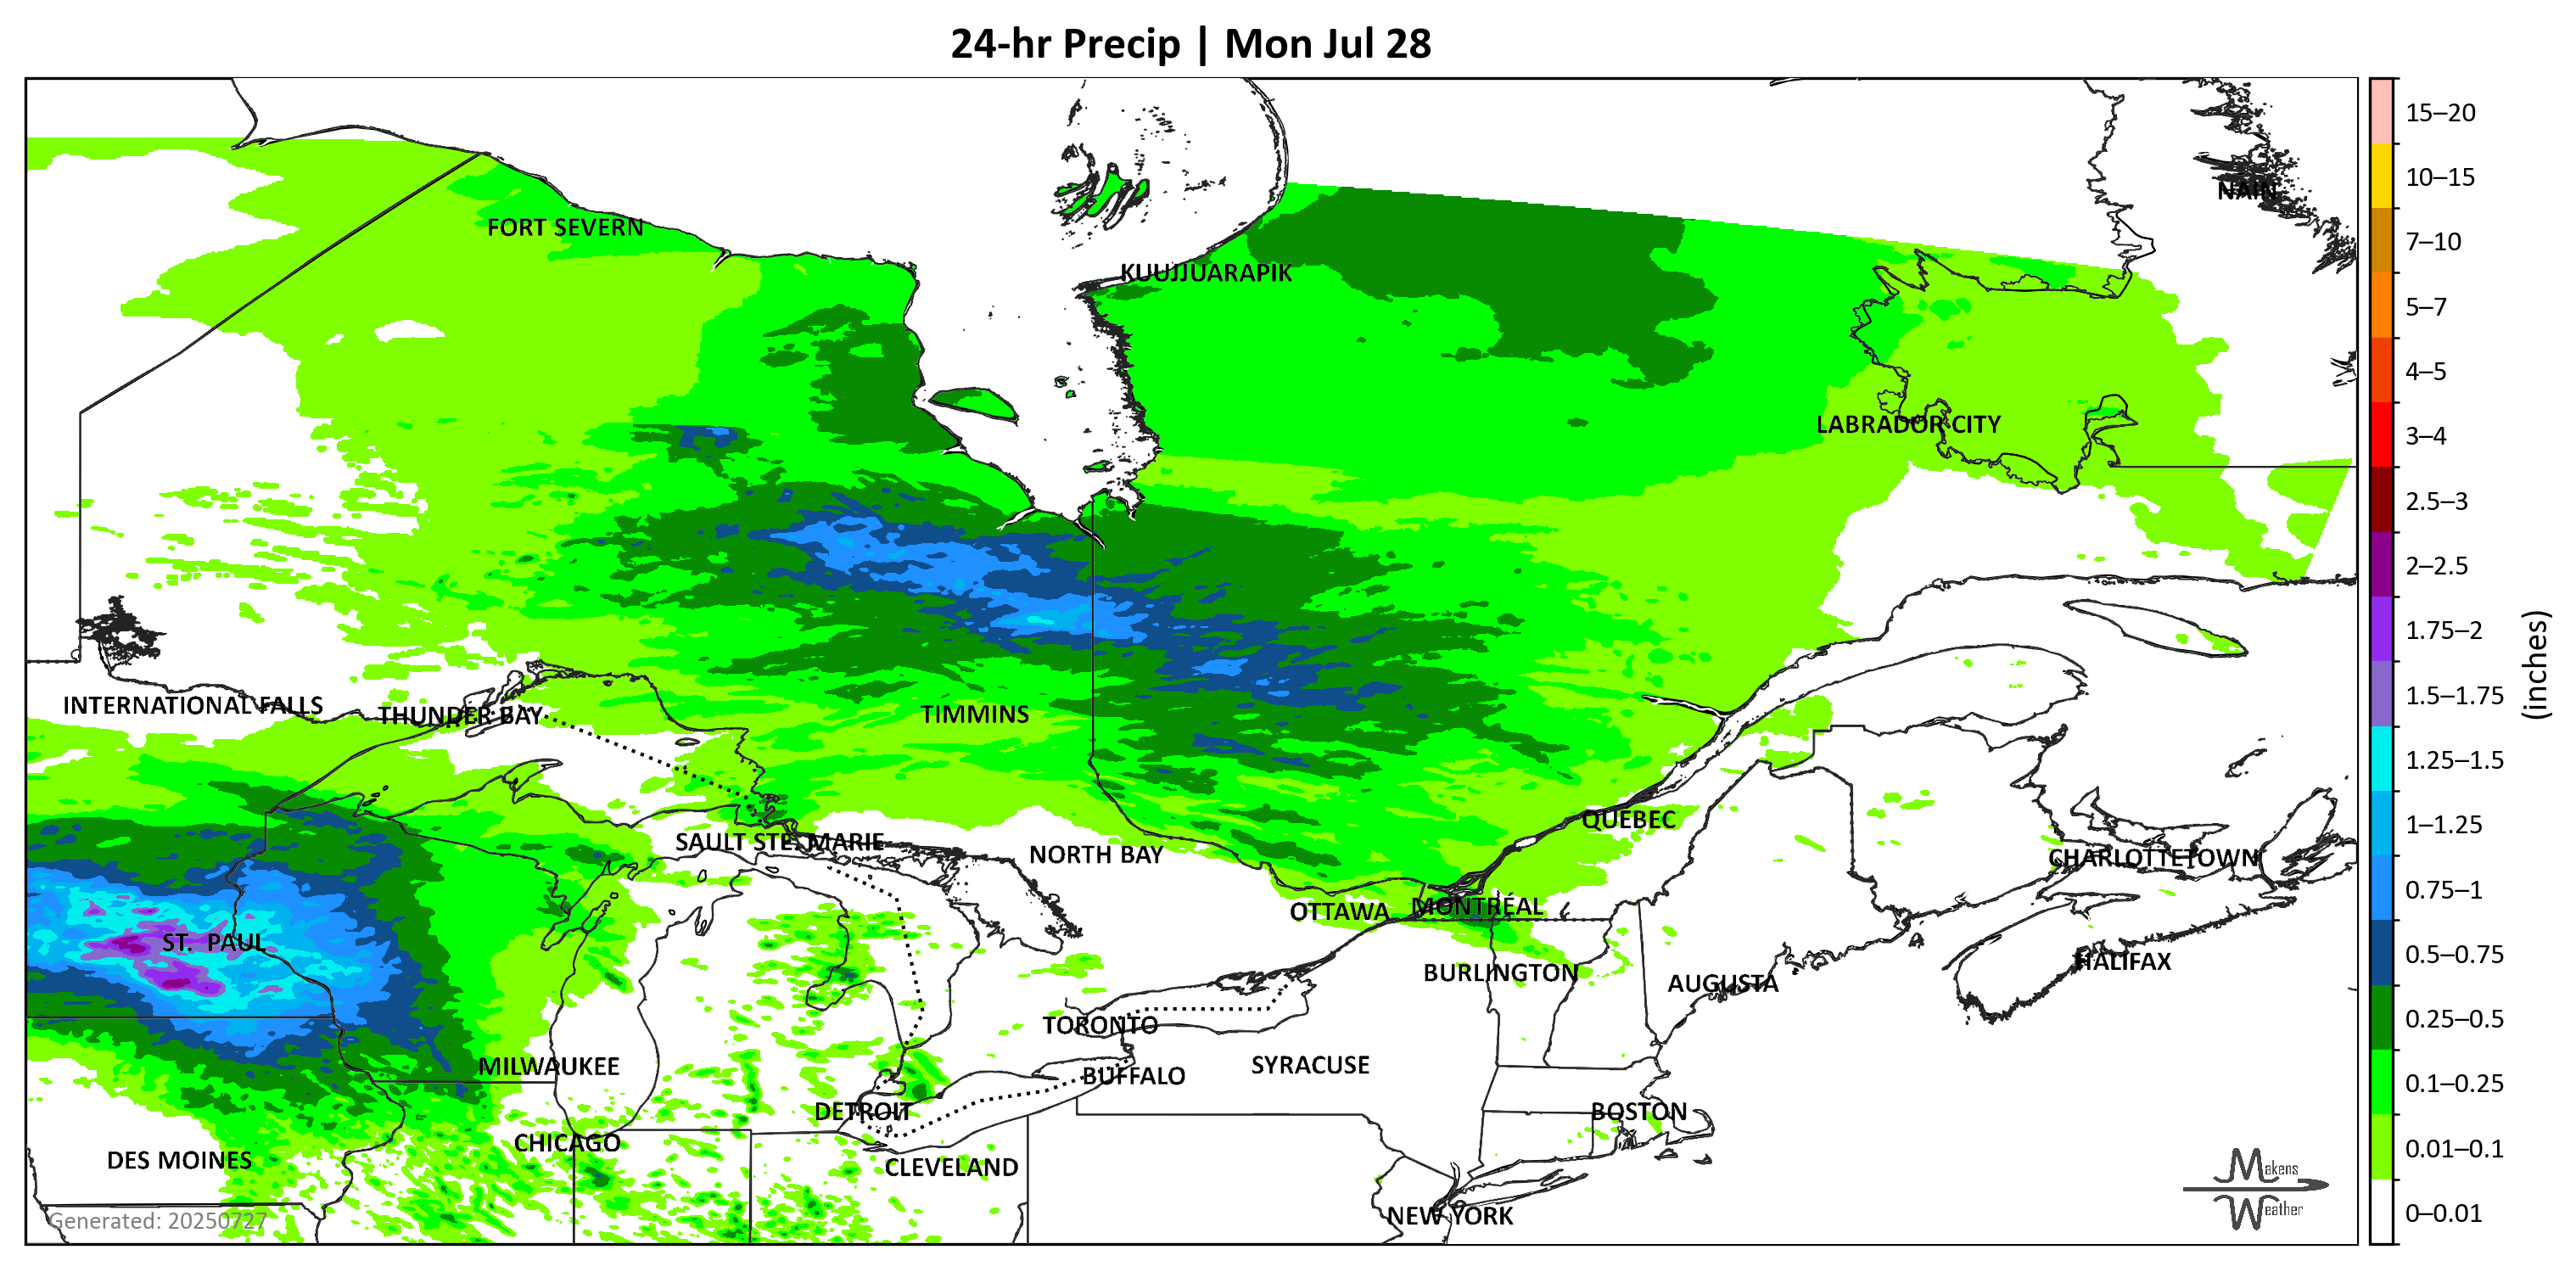 24-hr Precip | Mon Jul 28
NAIN
FORT SEVERN
KUUJJUARAPIK
LABRADOR CITY
INTERNATIONAL FALLS
THUNDER BAY
TIMMINS
QUEBEC
SAULT STE. MARIE
NORTH BAY
CHARLOTTETOWN
OTTAWA
MONTRÉAL
ST. PAUL
HALIFAX
BURLINGTON
AUGUSTA
TORONTO
MILWAUKEE
SYRACUSE
BUFFALO
DETROIT
BOSTON
CHICAGO
DES MOINES
CLEVELAND
NEW YORK
Generated: 20250727
Makens
Weather
15–20
10–15
7–10
5–7
4–5
3–4
2.5–3
2–2.5
1.75–2
1.5–1.75
1.25–1.5
1–1.25
0.75–1
0.5–0.75
0.25–0.5
0.1–0.25
0.01–0.1
0–0.01
(inches)